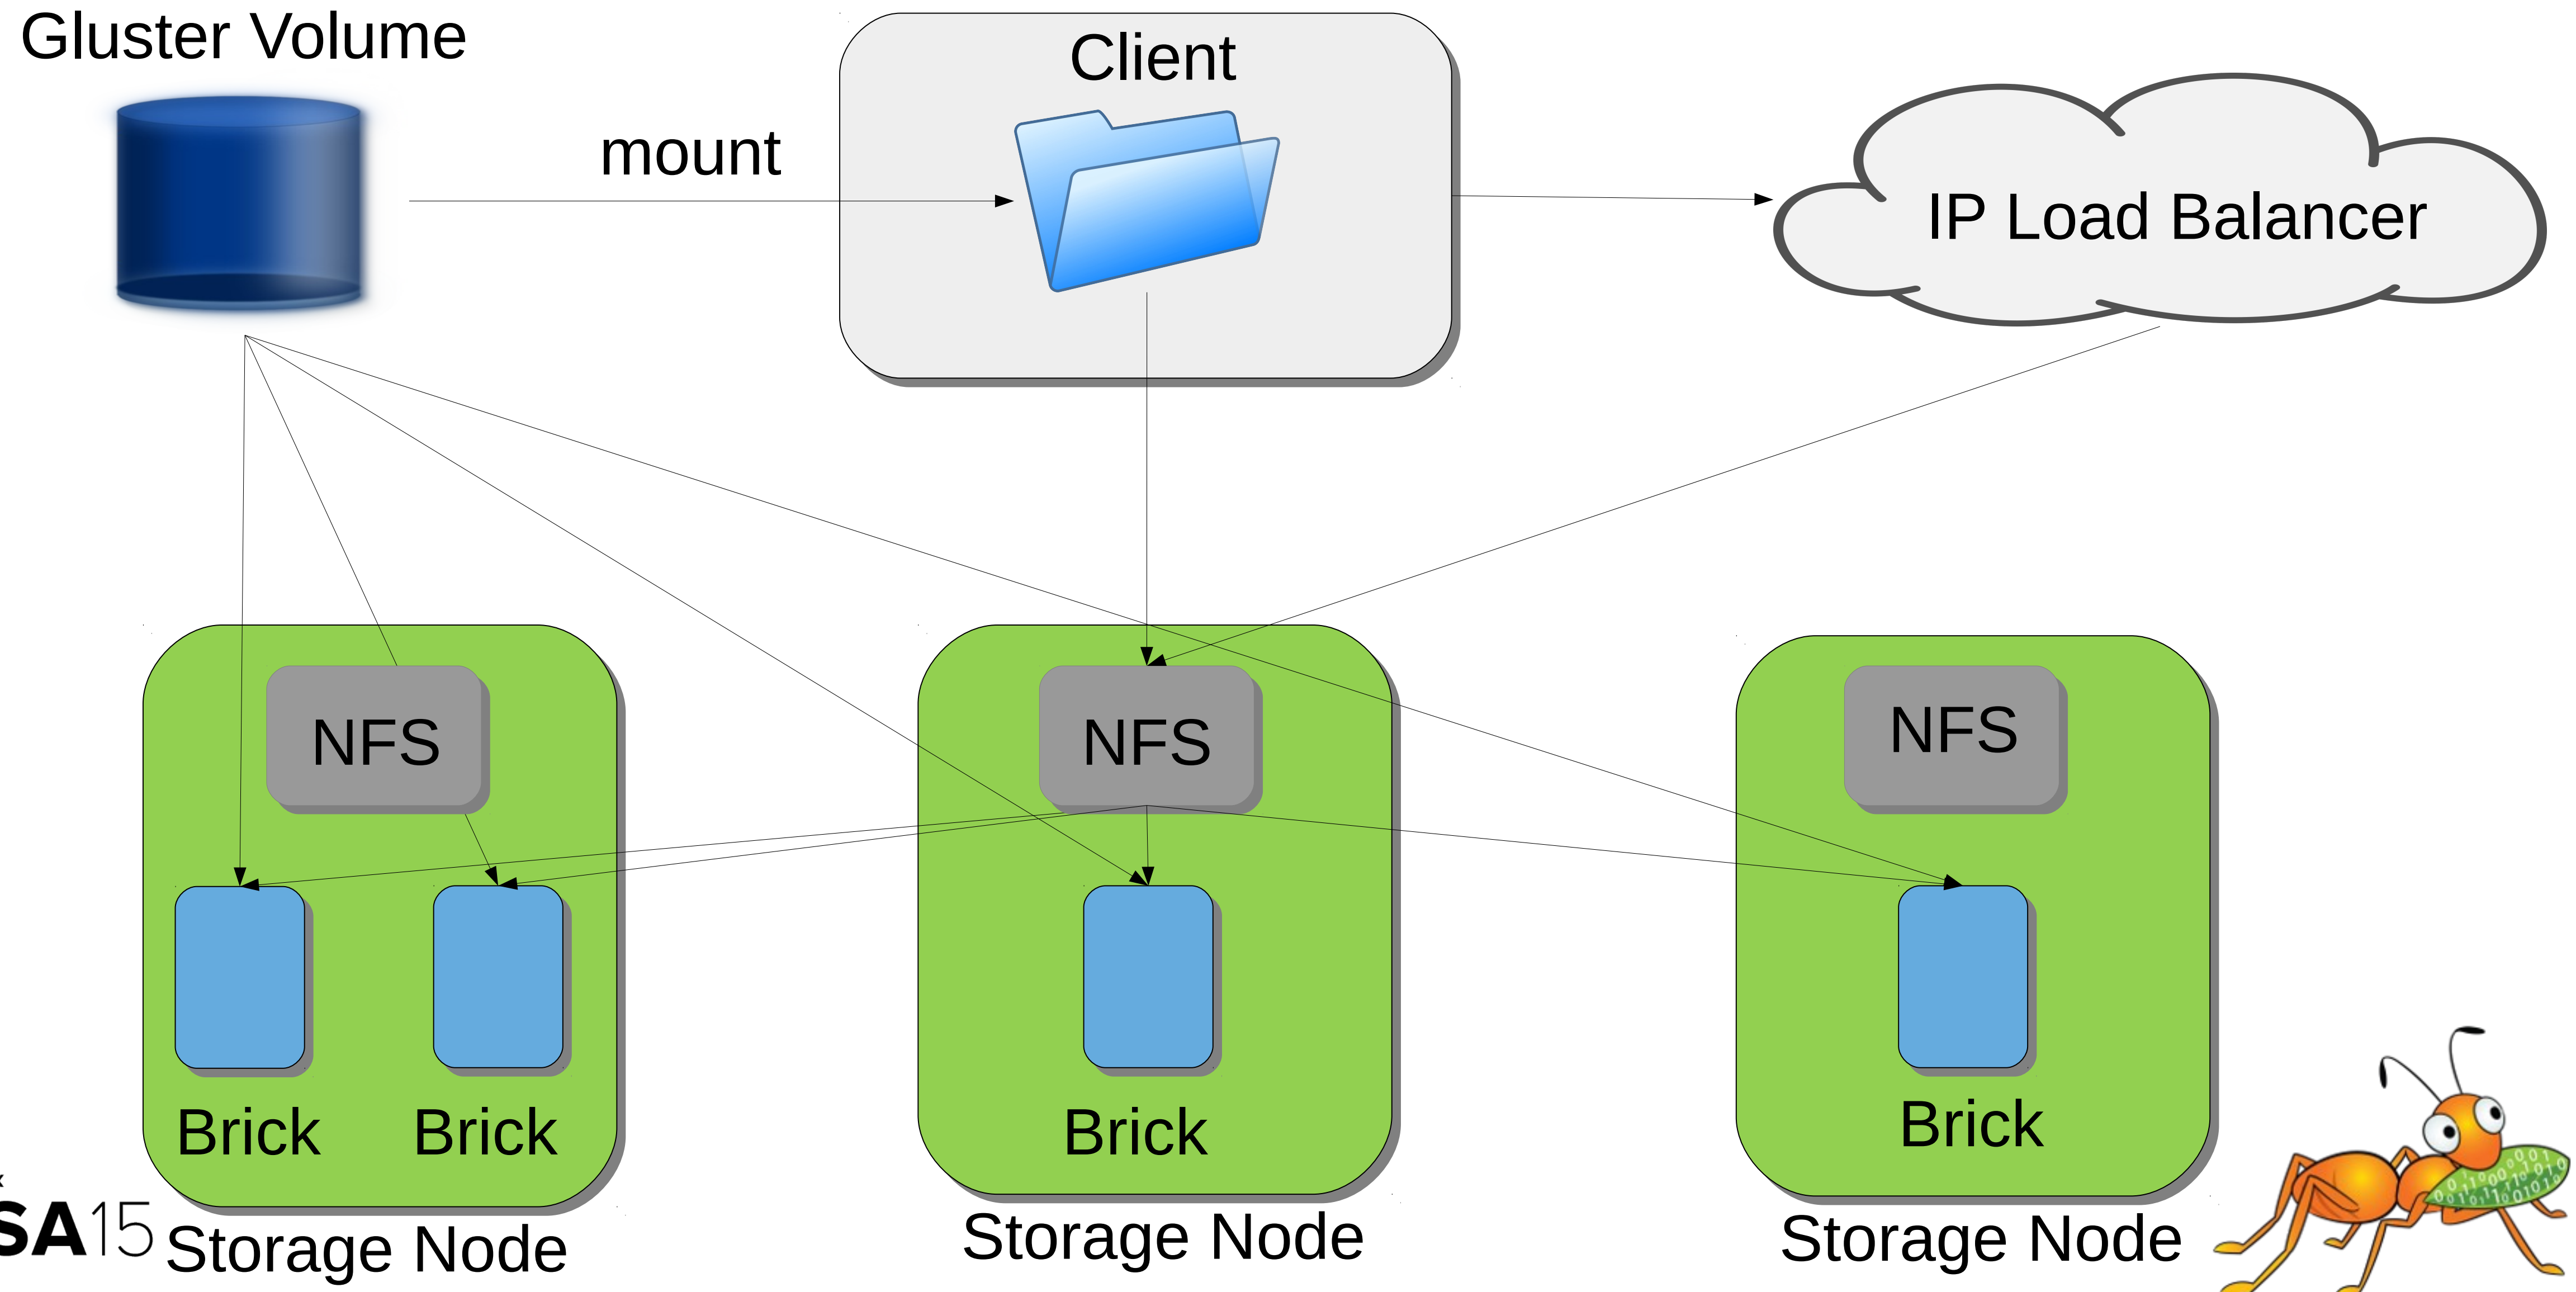 Gluster Volume
Client
mount
IP Load Balancer
NFS
NFS
NFS
Brick
Brick
Brick
Brick
SA15
Storage Node
Storage Node
Storage Node